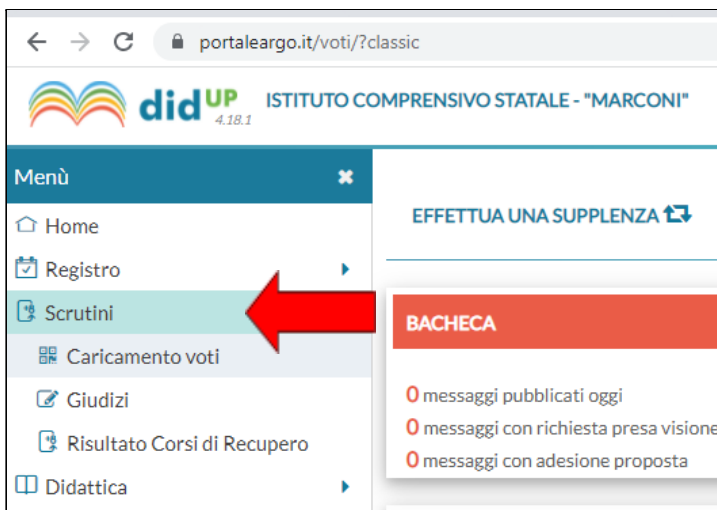 portaleargo.it/voti/?classic
didUP 4.18.1 ISTITUTO COMPRENSIVO STATALE - "MARCONI"
Menù
Home
Registro
Scrutini
Caricamento voti
Giudizi
Risultato Corsi di Recupero
Didattica
EFFETTUA UNA SUPPLENZA
BACHECA
0 messaggi pubblicati oggi
0 messaggi con richiesta presa visione
0 messaggi con adesione proposta